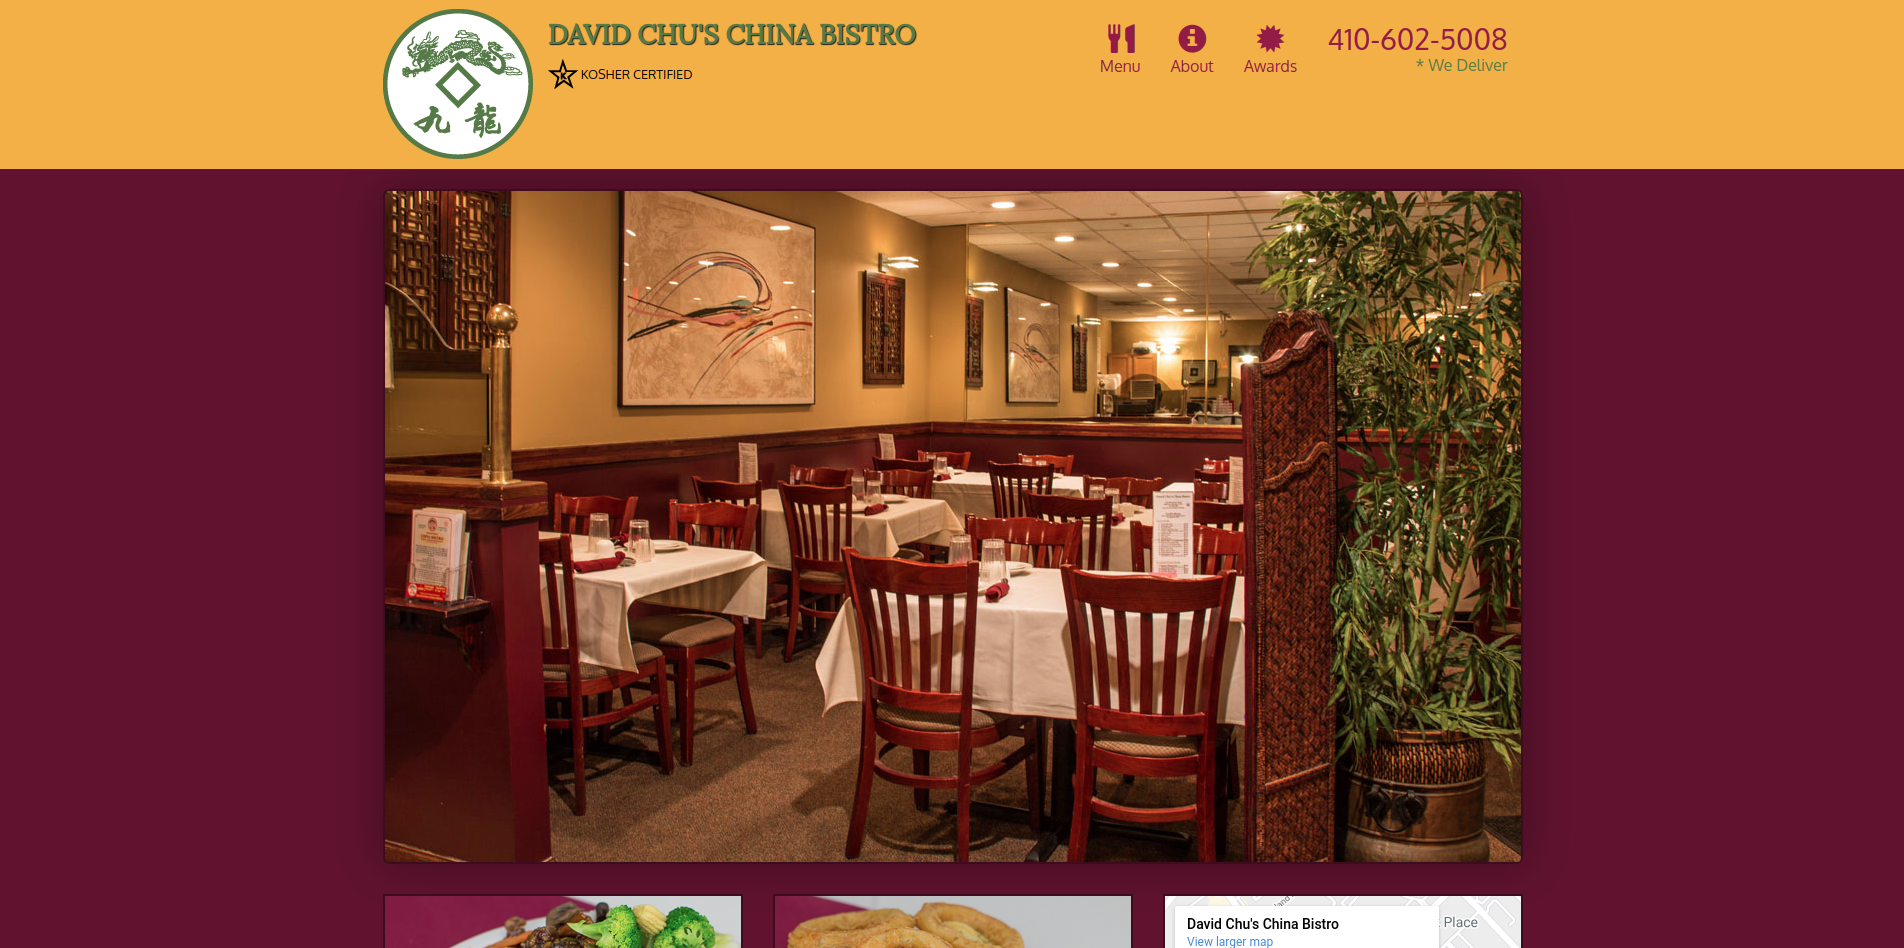 DAVID CHU'S CHINA BISTRO
KOSHER CERTIFIED
K
九 龍
Menu
About
Awards
410-602-5008
* We Deliver
David Chu's China Bistro
View larger map
Place